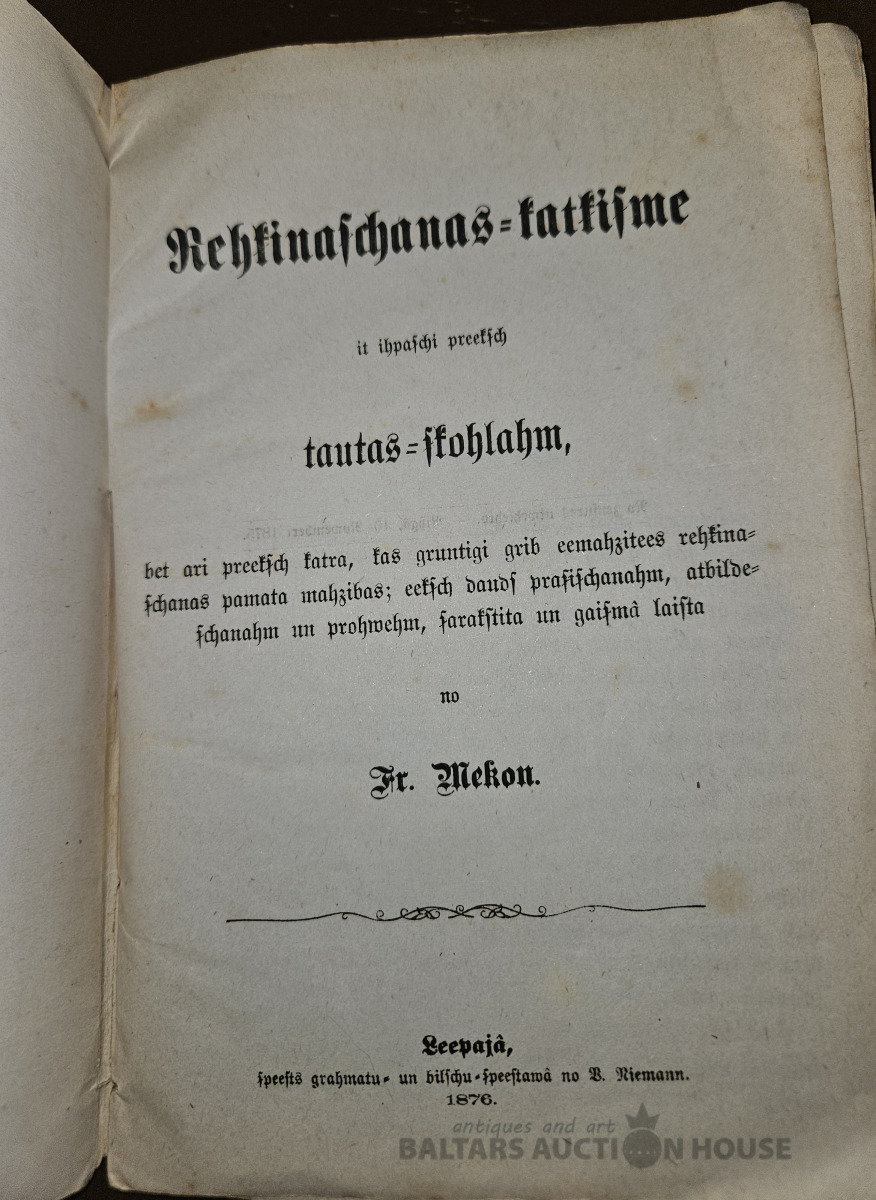 Rehkinaſchanas-katkiſme
it ihpaſchi preekſch
tautas-ſkohlahm,
bet ari preekſch katra, kas gruntigi grib eemahzitees rehkina-
ſchanas pamata mahzibas; eekſch daudſ praſiſchanahm, atbilde-
ſchanahm un prohwehm, ſarakſtita un gaiſmâ laiſta
no
Fr. Mekon.
Leepajâ,
ſpeeſts grahmatu- un bilſchu-ſpeeſtawâ no B. Niemann.
1876.
antiques and art
BALTARS AUCTION HOUSE